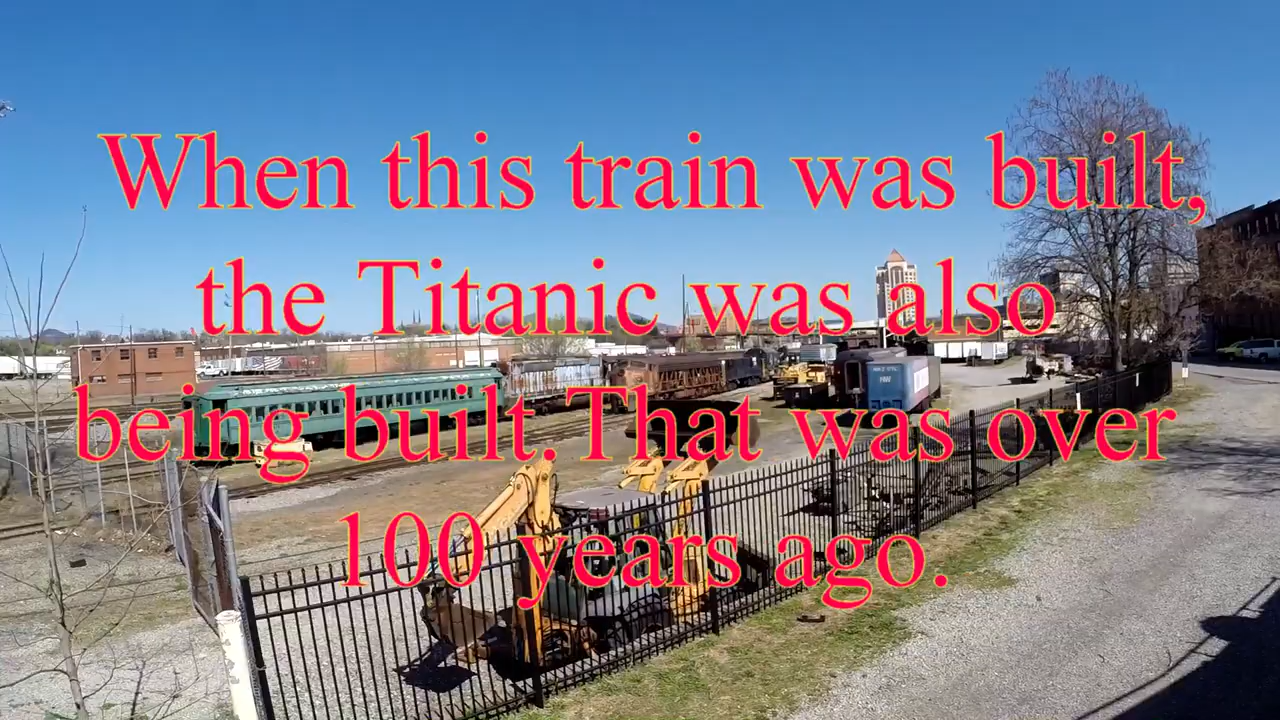 When this train was built,
the Titanic was also
being built.That was over
100 years ago.